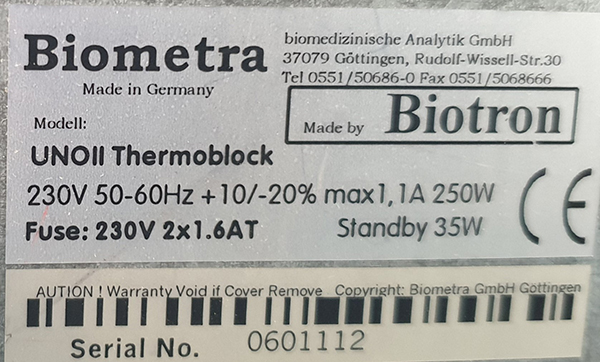 Biometra
biomedizinische Analytik GmbH
37079 Göttingen, Rudolf-Wissell-Str.30
Tel 0551/50686-0 Fax 0551/5068666
Made in Germany
Made by Biotron
Modell:
UNOII Thermoblock
230V 50-60Hz +10/-20% max1,1A 250W
Fuse: 230V 2x1.6AT Standby 35W
CE
AUTION ! Warranty Void if Cover Remove Copyright: Biometra GmbH Gottingen
Serial No. 0601112